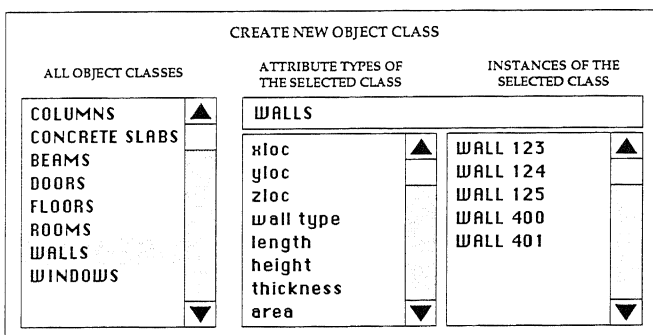 CREATE NEW OBJECT CLASS
ALL OBJECT CLASSES
ATTRIBUTE TYPES OF
THE SELECTED CLASS
INSTANCES OF THE
SELECTED CLASS
COLUMNS
CONCRETE SLABS
BEAMS
DOORS
FLOORS
ROOMS
WALLS
WINDOWS
WALLS
xloc
yloc
zloc
wall type
length
height
thickness
area
WALL 123
WALL 124
WALL 125
WALL 400
WALL 401